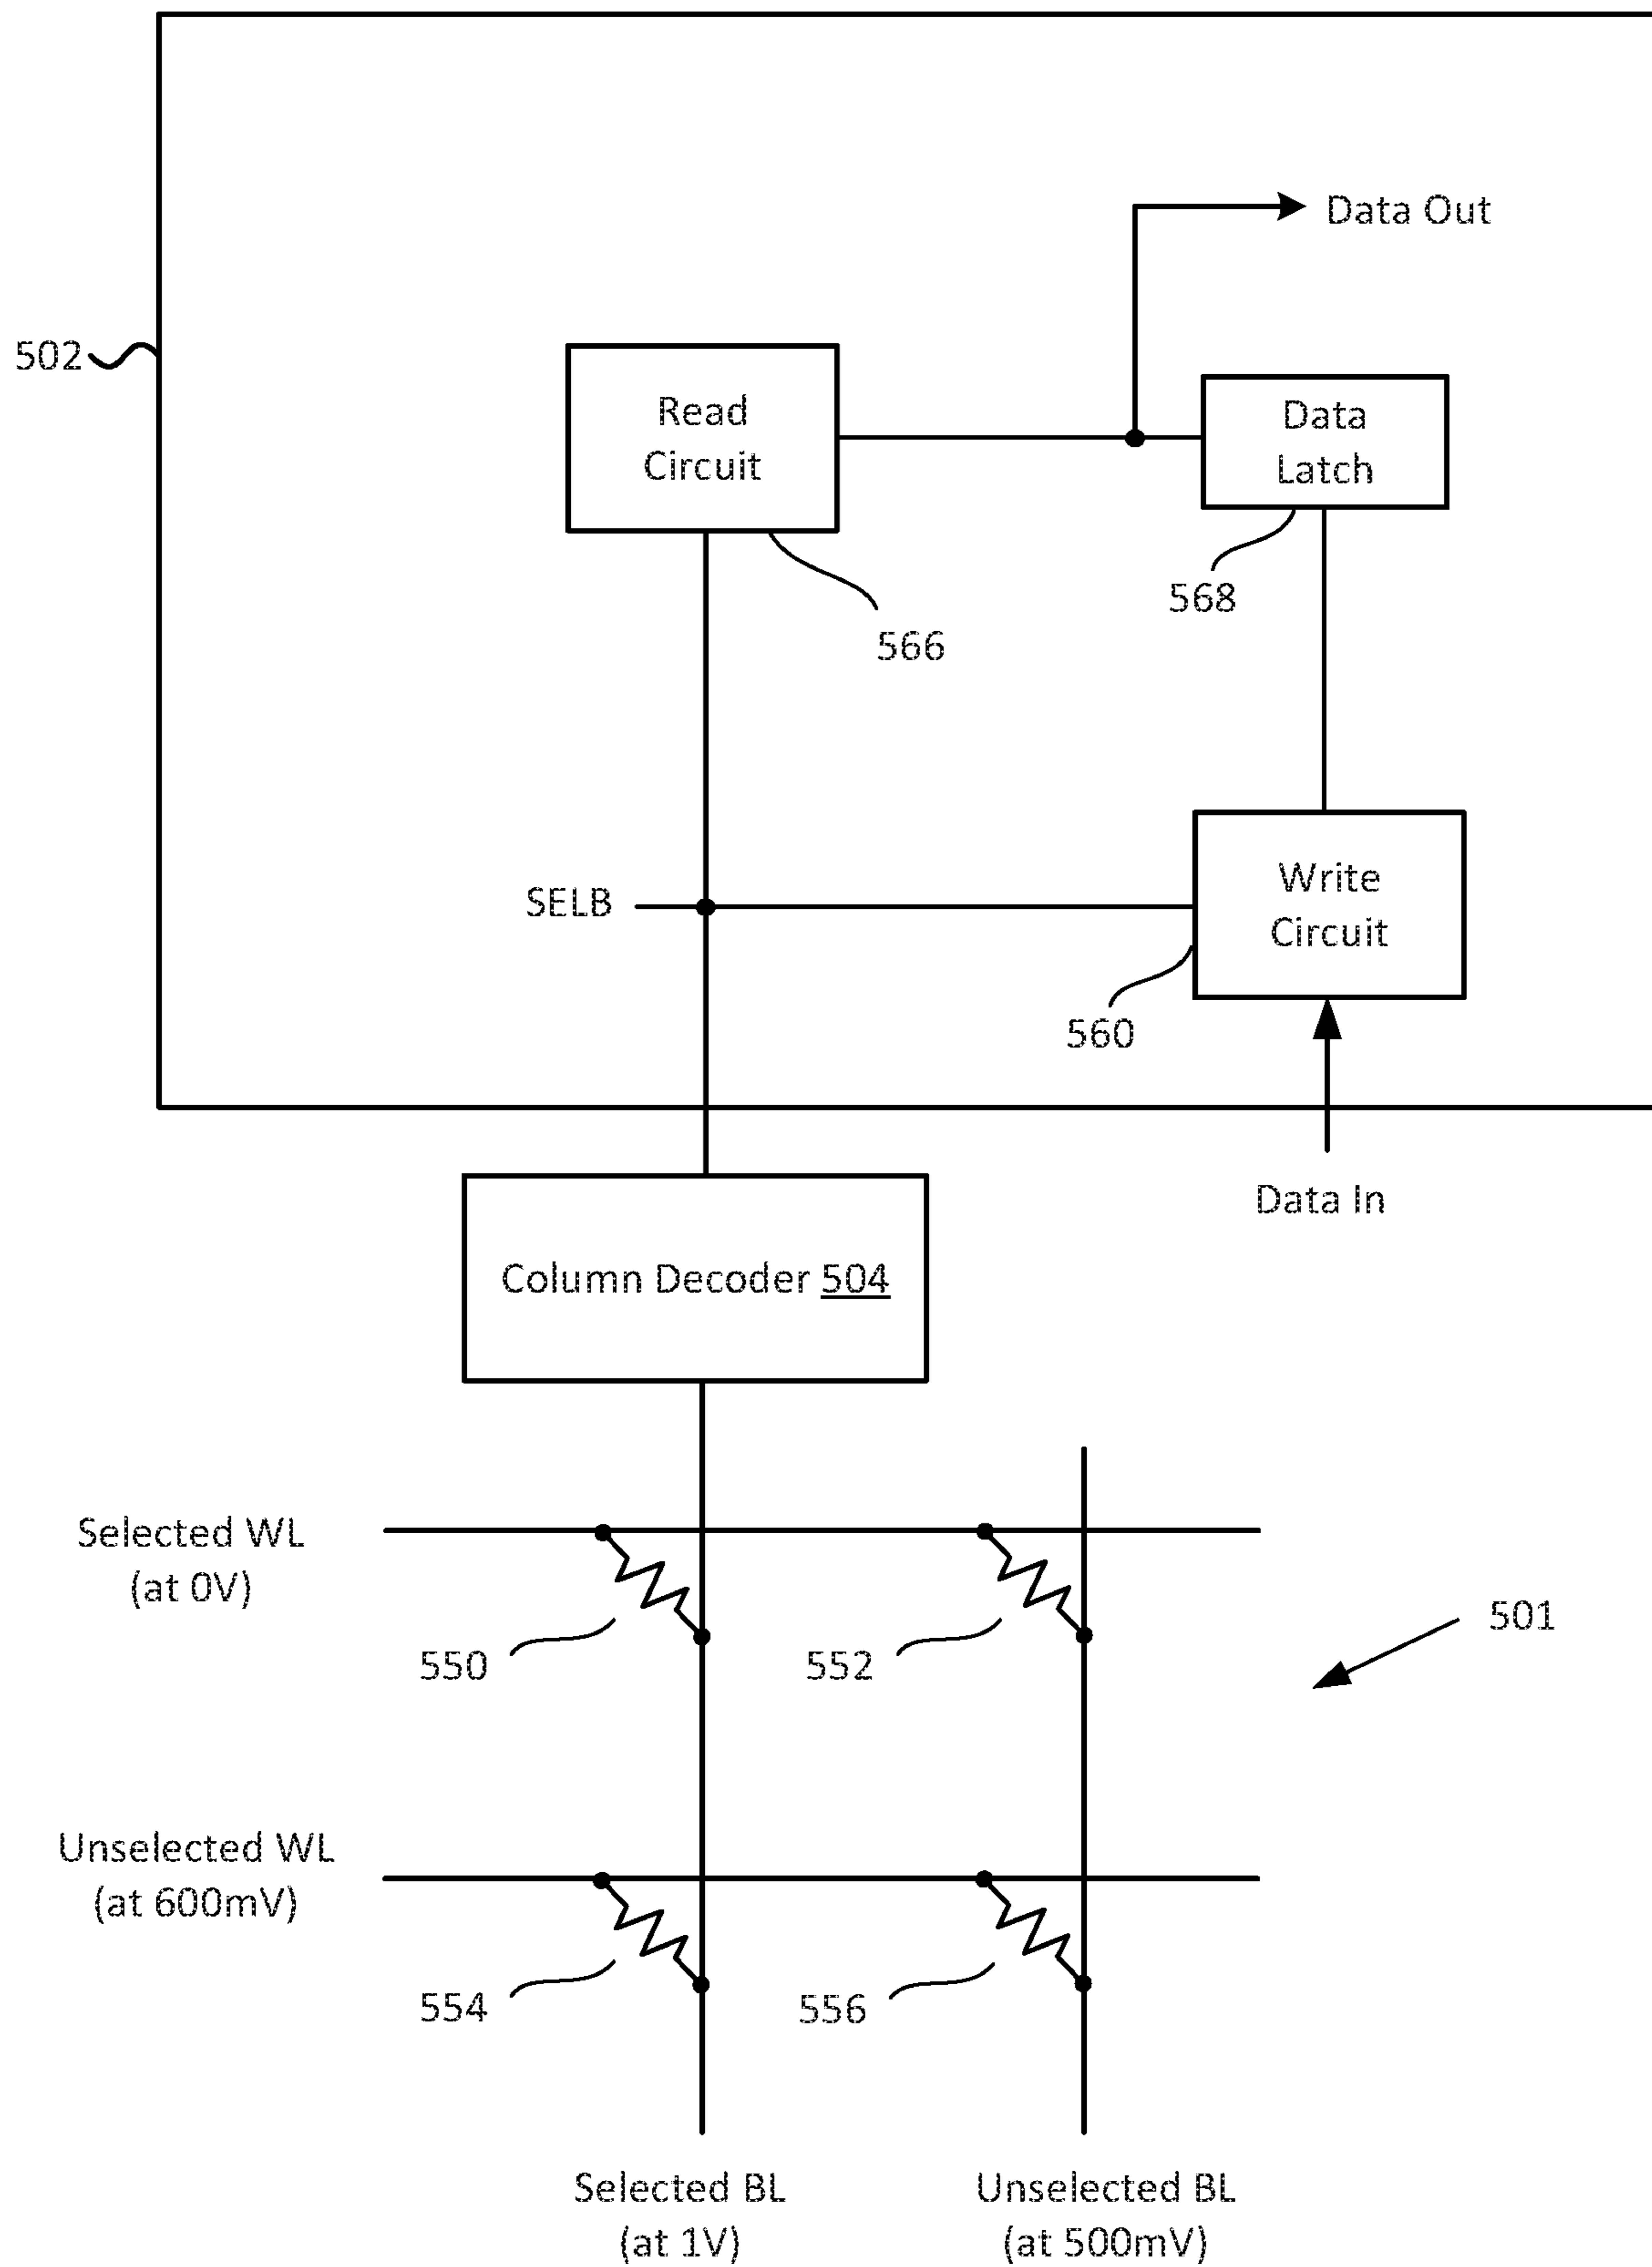 Data Out
502
Read
Circuit
Data
Latch
568
566
SELB
Write
Circuit
560
Data In
Column Decoder 504
Selected WL
(at 0V)
550
552
501
Unselected WL
(at 600mV)
554
556
Selected BL
(at 1V)
Unselected BL
(at 500mV)